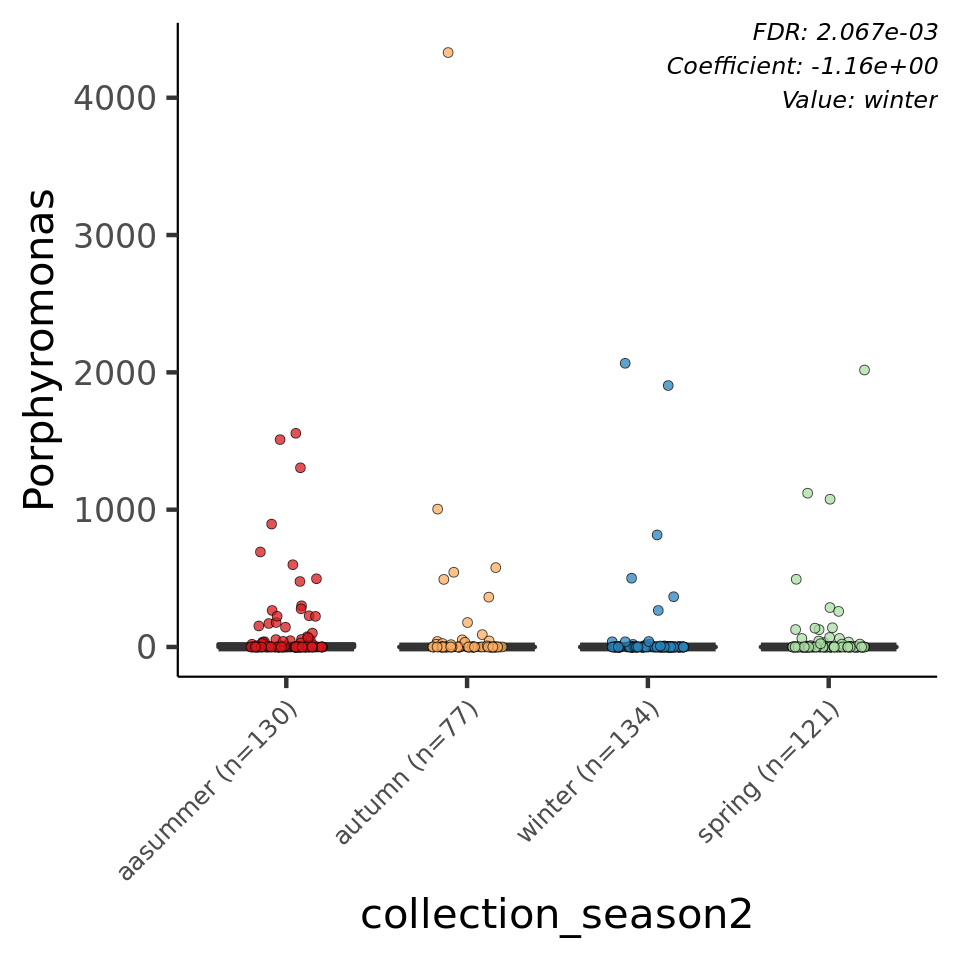 FDR: 2.067e-03
Coefficient: -1.16e+00
Value: winter
Porphyromonas
4000
3000
2000
1000
0
aasummer (n=130)
autumn (n=77)
winter (n=134)
spring (n=121)
collection_season2